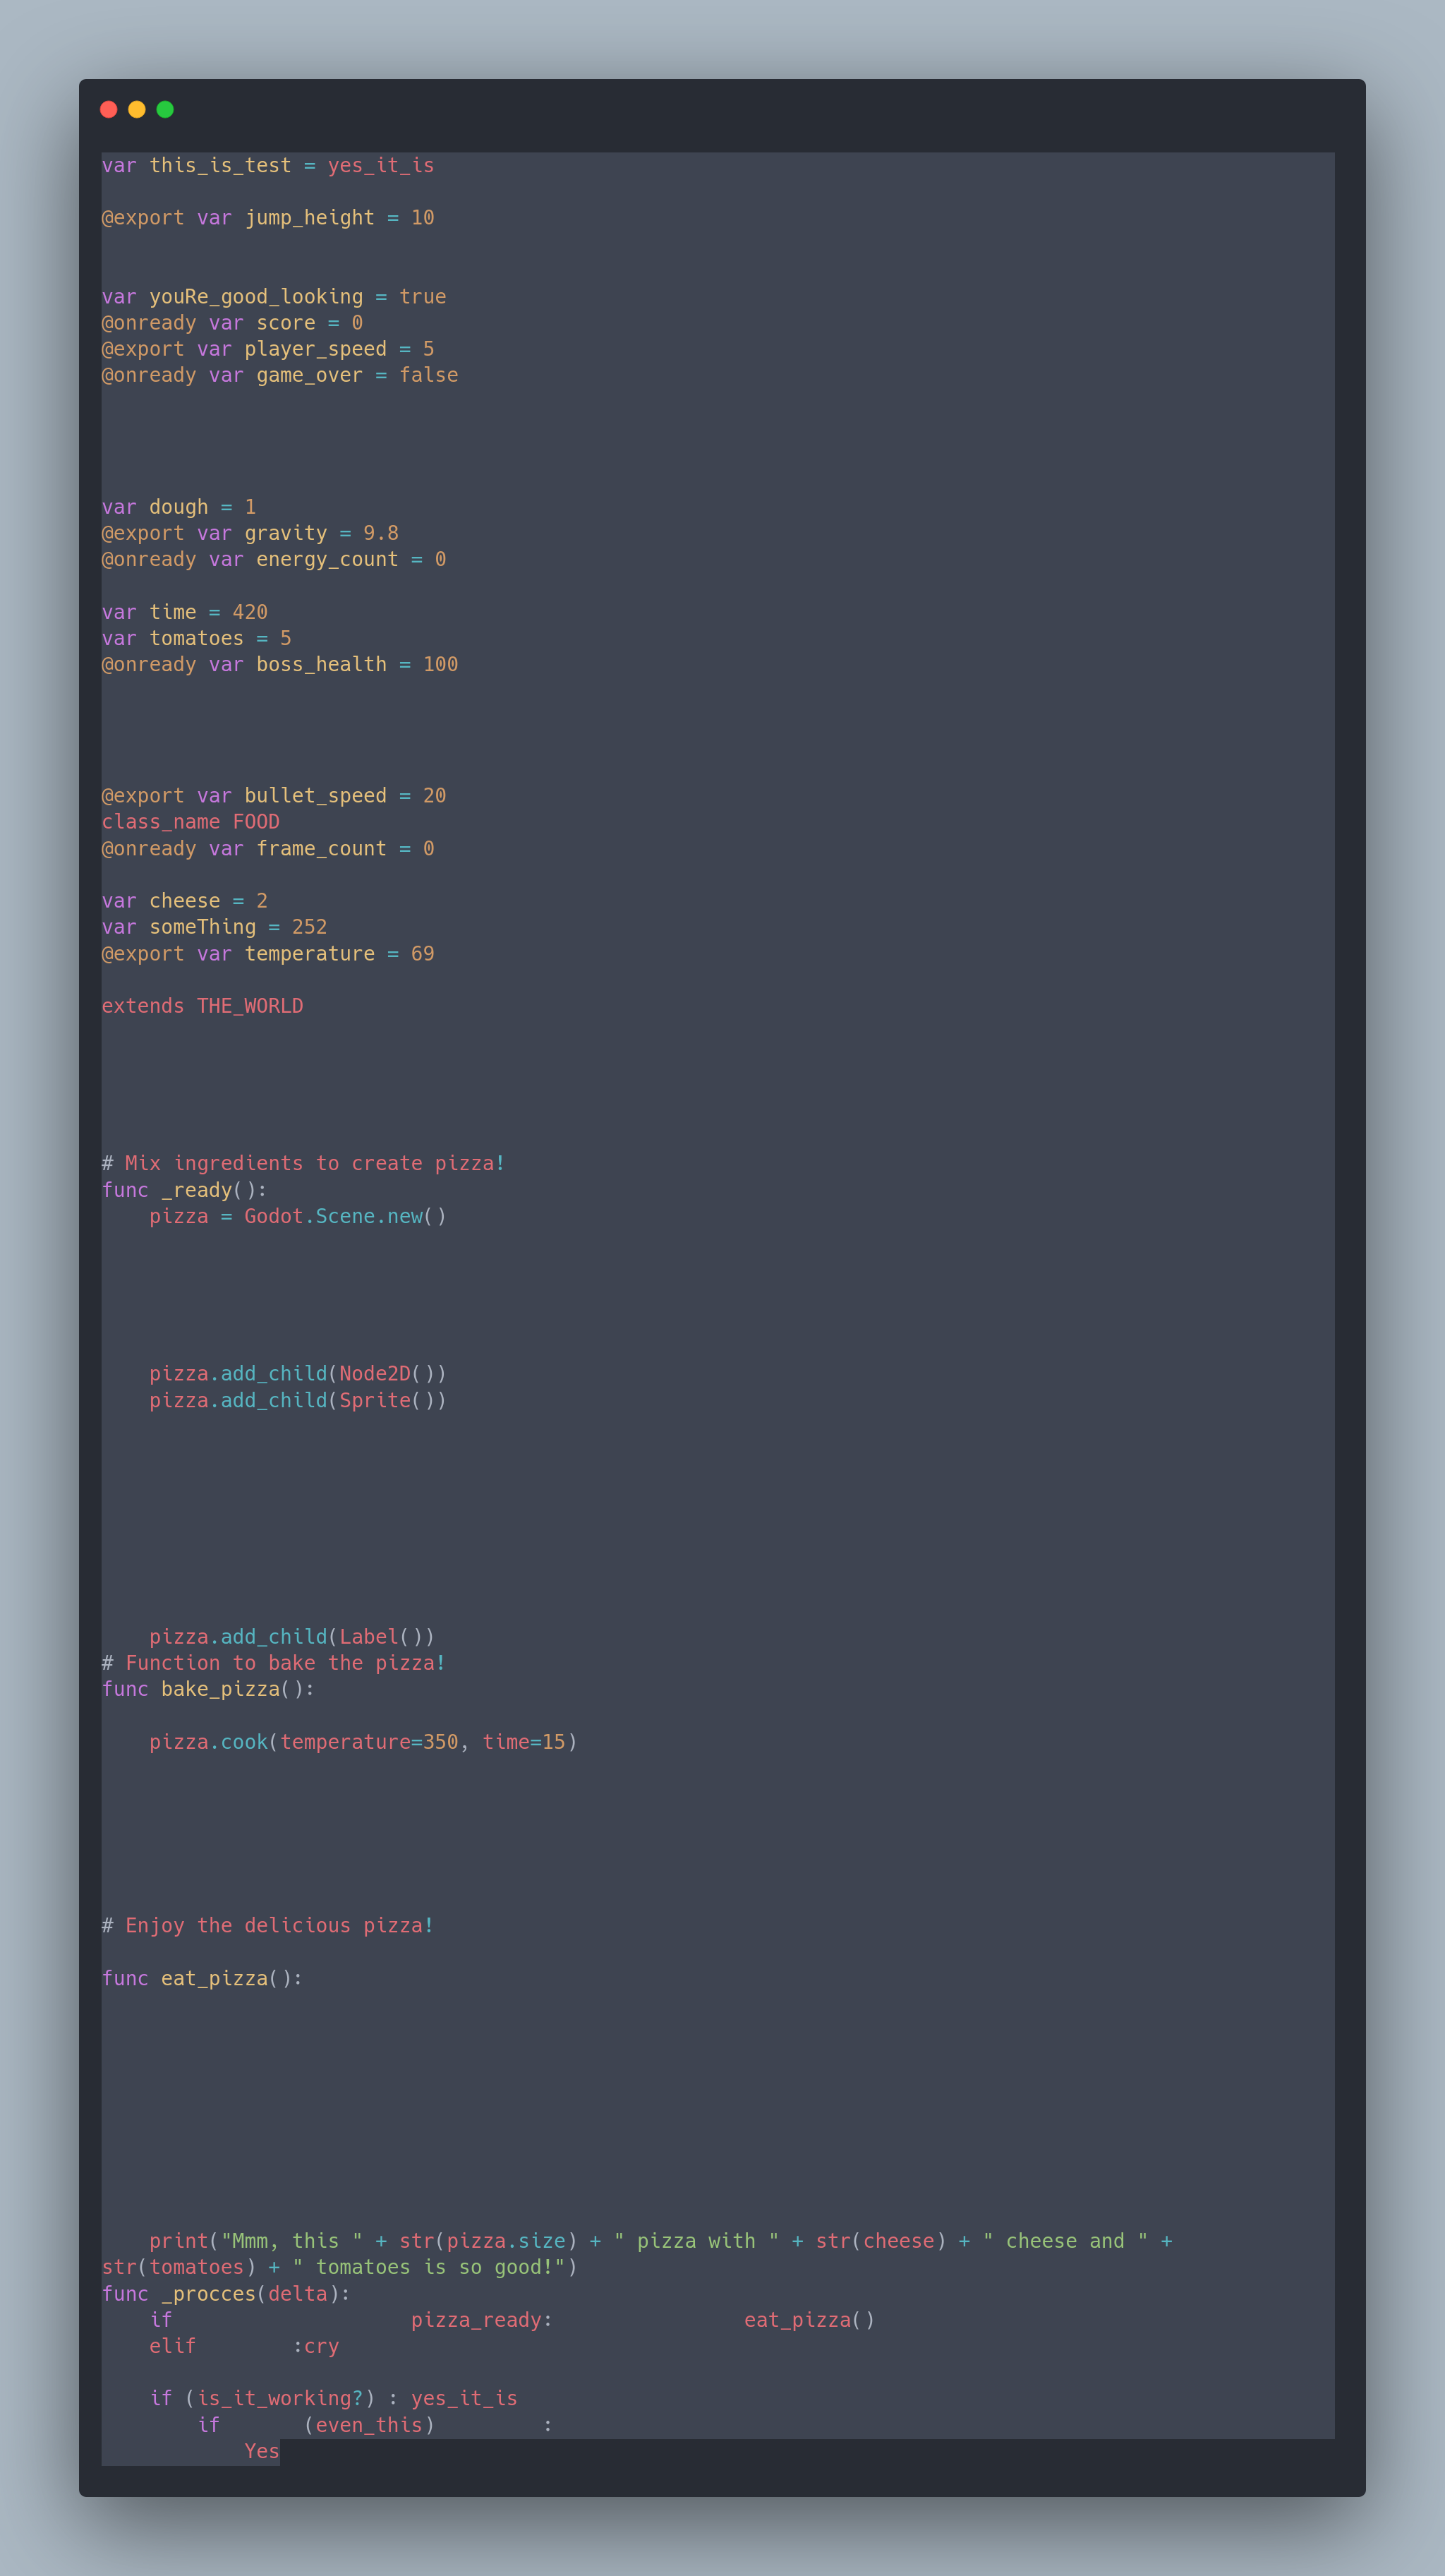 var this_is_test = yes_it_is
@export var jump_height = 10
var youRe_good_looking = true
@onready var score = 0
@export var player_speed = 5
@onready var game_over = false
var dough = 1
@export var gravity = 9.8
@onready var energy_count = 0
var time = 420
var tomatoes = 5
@onready var boss_health = 100
@export var bullet_speed = 20
class_name FOOD
@onready var frame_count = 0
var cheese = 2
var someThing = 252
@export var temperature = 69
extends THE_WORLD
# Mix ingredients to create pizza!
func _ready():
    pizza = Godot.Scene.new()
    pizza.add_child(Node2D())
    pizza.add_child(Sprite())
    pizza.add_child(Label())
# Function to bake the pizza!
func bake_pizza():
    pizza.cook(temperature=350, time=15)
# Enjoy the delicious pizza!
func eat_pizza():
    print("Mmm, this " + str(pizza.size) + " pizza with " + str(cheese) + " cheese and " +
str(tomatoes) + " tomatoes is so good!")
func _procces(delta):
    if                    pizza_ready:                eat_pizza()
    elif        :cry
    if (is_it_working?) : yes_it_is
        if       (even_this)         :
            Yes